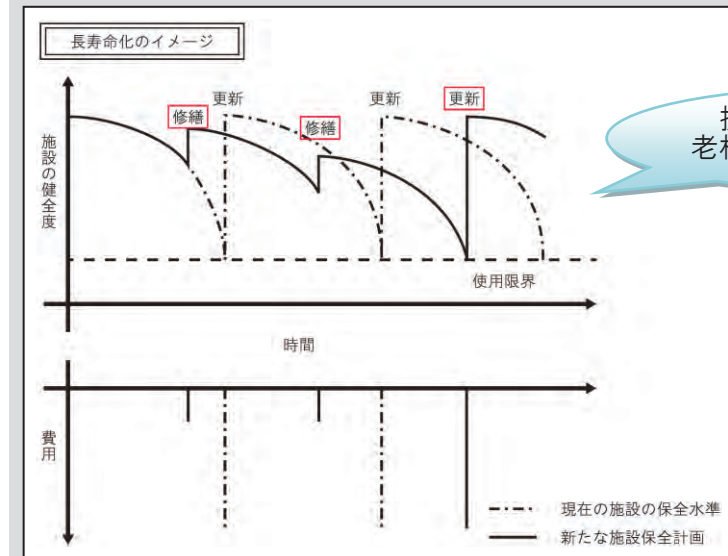 長寿命化のイメージ
更新
更新
更新
修繕
修繕
施設の健全度
使用限界
時間
費用
現在の施設の保全水準
新たな施設保全計画
老